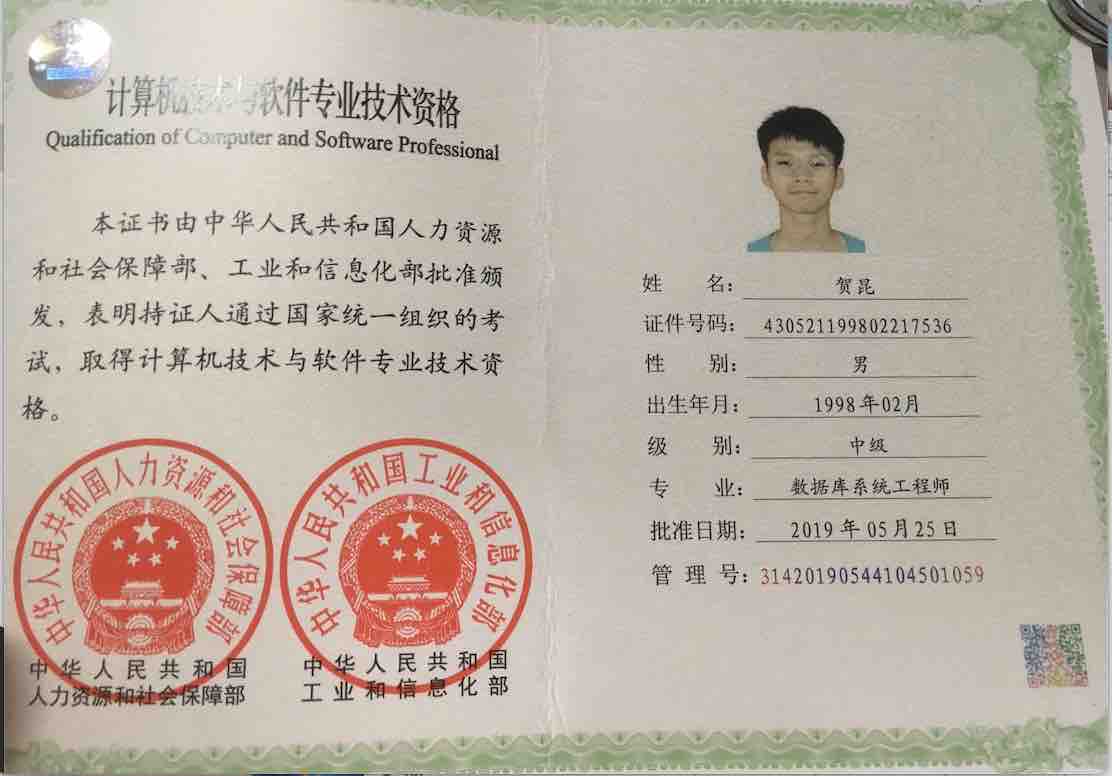 计算机技术与软件专业技术资格
Qualification of Computer and Software Professional
本证书由中华人民共和国人力资源
和社会保障部、工业和信息化部批准颁
发，表明持证人通过国家统一组织的考
试，取得计算机技术与软件专业技术资
格。
中华人民共和国人力资源和社会保障部
中华人民共和国工业和信息化部
中华人民共和国
人力资源和社会保障部
中华人民共和国
工业和信息化部
姓 名：贺昆
证件号码：430521199802217536
性 别：男
出生年月：1998年02月
级 别：中级
专 业：数据库系统工程师
批准日期：2019年05月25日
管 理 号：31420190544104501059